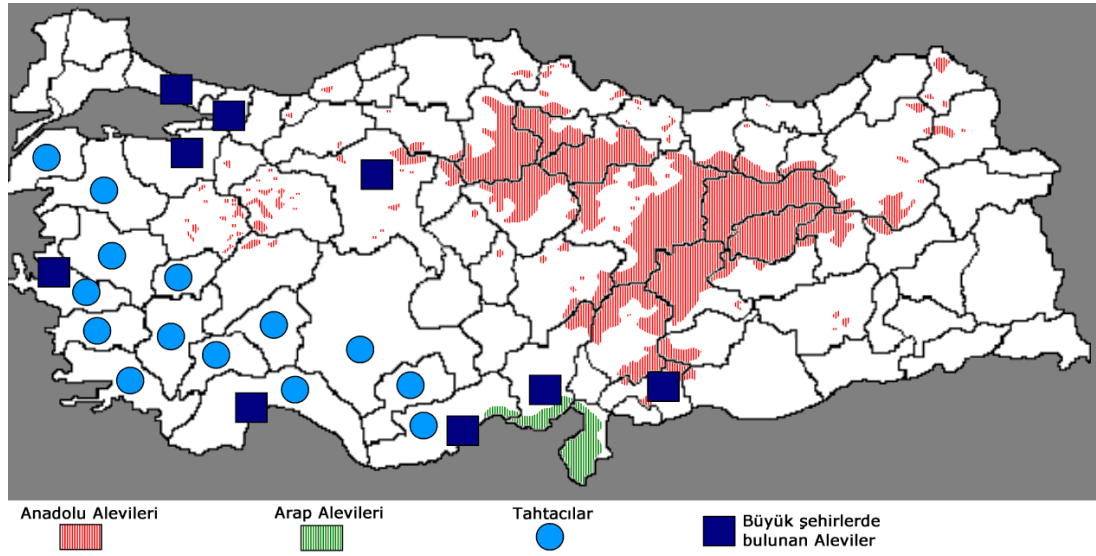 Anadolu Alevileri
Arap Alevileri
Tahtacılar
Büyük şehirlerde
bulunan Aleviler